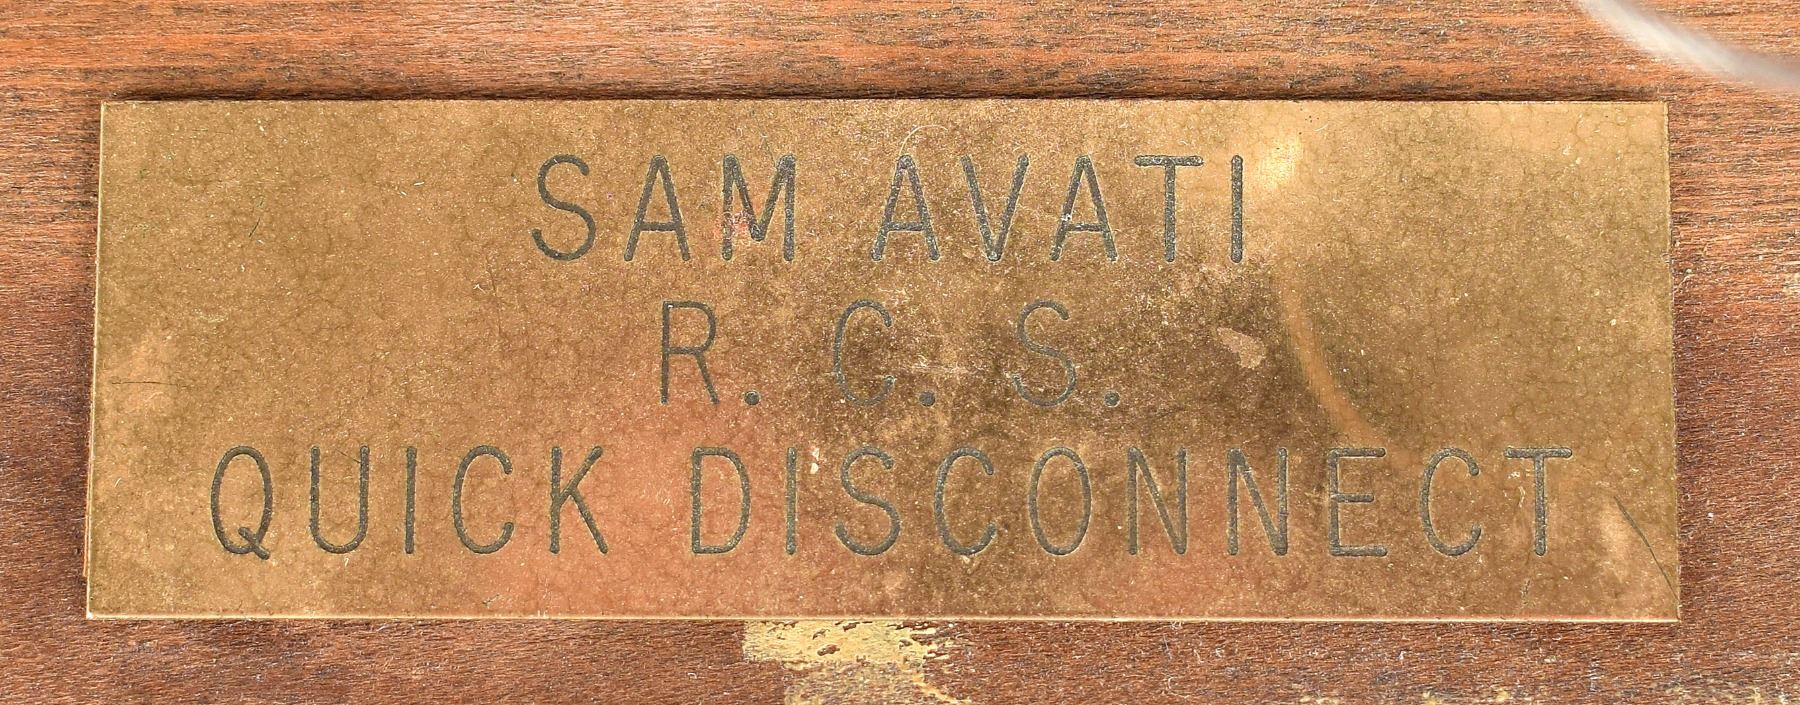 SAM AVATI
R. C. S.
QUICK DISCONNECT